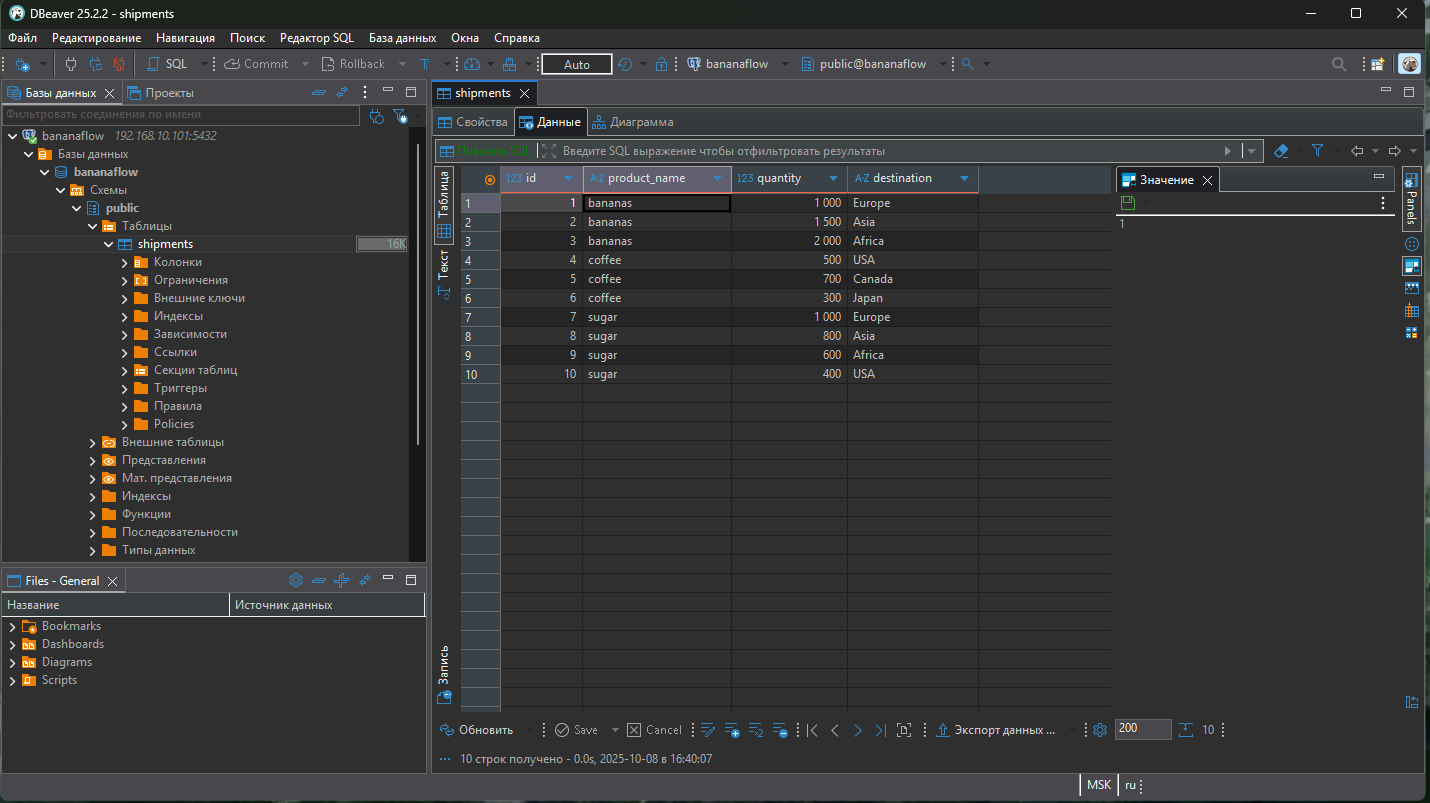 DBeaver 25.2.2 - shipments
Файл Редактирование Навигация Поиск Редактор SQL База данных Окна Справка
SQL Commit Rollback T Auto bananaflow public@bananaflow
Базы данных Проекты
Фильтровать соединения по имени
bananaflow 192.168.10.101:5432
Базы данных
bananaflow
Схемы
public
Таблицы
shipments 16K
Колонки
Ограничения
Внешние ключи
Индексы
Зависимости
Ссылки
Секции таблиц
Триггеры
Правила
Policies
Внешние таблицы
Представления
Мат. представления
Индексы
Функции
Последовательности
Типы данных
Files - General
Название Источник данных
Bookmarks
Dashboards
Diagrams
Scripts
shipments
Свойства Данные Диаграмма
Показать SQL Введите SQL выражение чтобы отфильтровать результаты
Таблица
Текст
Запись
123 id A-Z product_name 123 quantity A-Z destination
1 1 bananas 1 000 Europe
2 2 bananas 1 500 Asia
3 3 bananas 2 000 Africa
4 4 coffee 500 USA
5 5 coffee 700 Canada
6 6 coffee 300 Japan
7 7 sugar 1 000 Europe
8 8 sugar 800 Asia
9 9 sugar 600 Africa
10 10 sugar 400 USA
Значение
1
Panels
Обновить Save Cancel Экспорт данных ... 200 10
10 строк получено - 0.0s, 2025-10-08 в 16:40:07
MSK ru